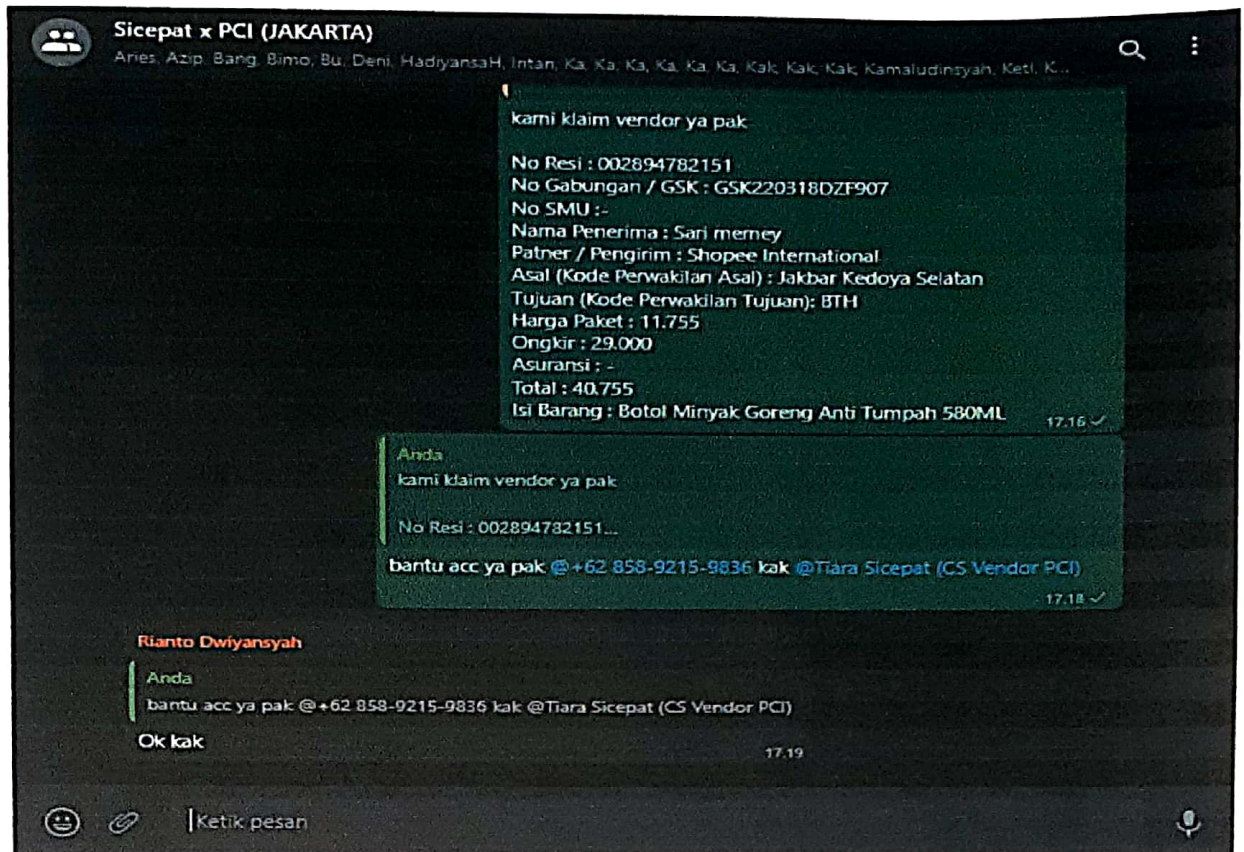 Sicepat x PCI (JAKARTA)
Aries, Azip, Bang, Bimo, Bu, Deni, HadiyansaH, Intan, Ka, Ka, Ka, Ka, Ka, Ka, Kak, Kak, Kak, Kamaludinsyah, Ketl, K...
kami klaim vendor ya pak
No Resi : 002894782151
No Gabungan / GSK : GSK220318DZF907
No SMU :-
Nama Penerima : Sari memey
Patner / Pengirim : Shopee International
Asal (Kode Perwakilan Asal) : Jakbar Kedoya Selatan
Tujuan (Kode Perwakilan Tujuan): BTH
Harga Paket : 11.755
Ongkir : 29.000
Asuransi : -
Total : 40.755
Isi Barang : Botol Minyak Goreng Anti Tumpah 580ML
17.16
Anda
kami klaim vendor ya pak
No Resi : 002894782151...
bantu acc ya pak @+62 858-9215-9836 kak @Tiara Sicepat (CS Vendor PCI)
17.18
Rianto Dwiyansyah
Anda
bantu acc ya pak @+62 858-9215-9836 kak @Tiara Sicepat (CS Vendor PCI)
Ok kak
17.19
Ketik pesan